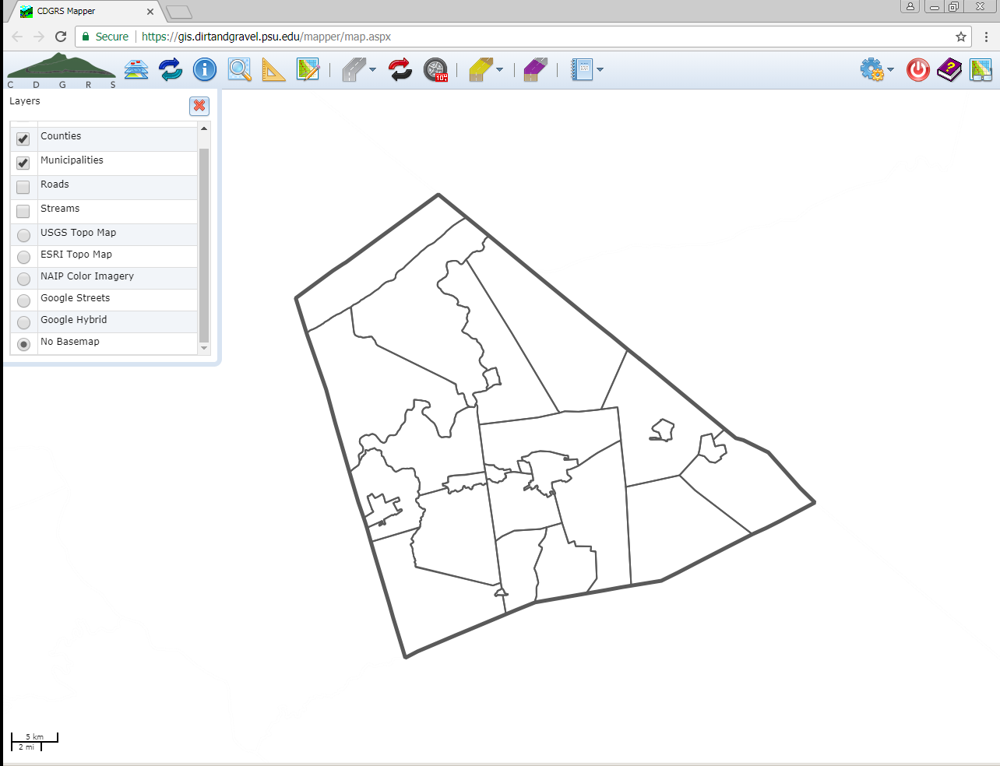 CDGRS Mapper
Secure https://gis.dirtandgravel.psu.edu/mapper/map.aspx
C D G R S
TOY
?
Layers
Counties
Municipalities
Roads
Streams
USGS Topo Map
ESRI Topo Map
NAIP Color Imagery
Google Streets
Google Hybrid
No Basemap
5 km
2 mi